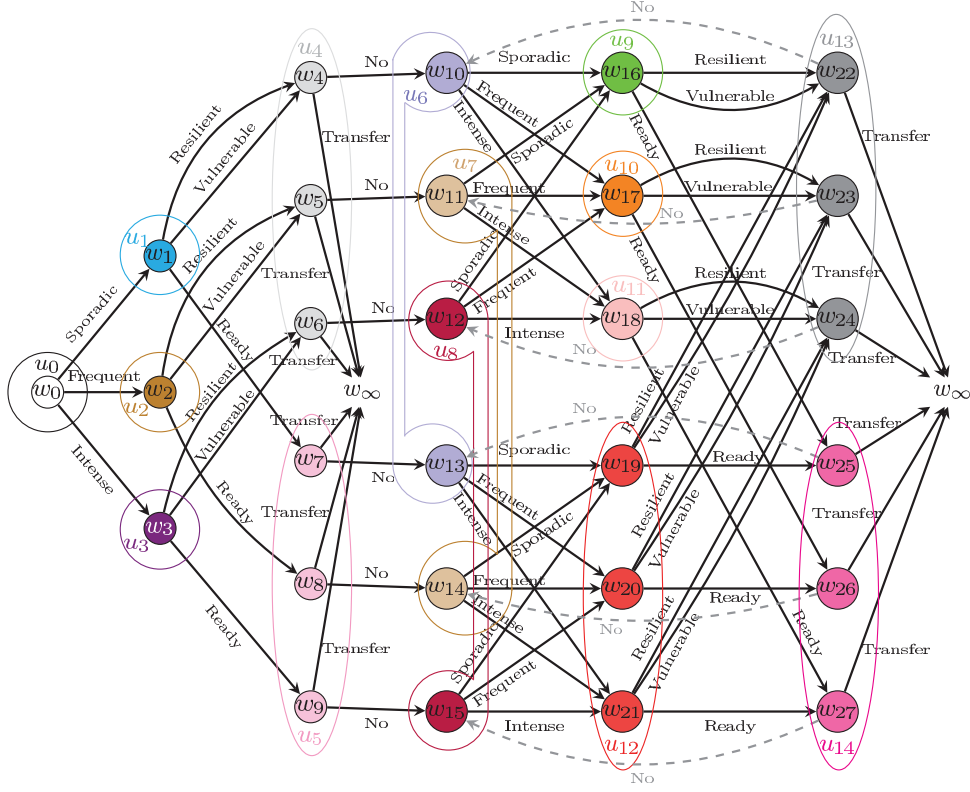 No
u4 u9 u13
w4 No w10 Sporadic w16 Resilient w22
u6 Frequent Vulnerable
Resilient Vulnerable Transfer Intense Sporadic Ready Transfer
u7 u10 Resilient
w5 No w11 Frequent w17 Vulnerable w23
Intense No
u1 w1 Resilient Vulnerable Transfer Sporadic Ready Transfer
Sporadic Frequent u11 Resilient
w6 No w12 w18 Vulnerable w24
Ready Intense
u8 No
u0 Transfer Transfer
Frequent
w0 w2 w∞ w∞
u2 Resilient Vulnerable Resilient Vulnerable
No
Transfer Transfer
Intense w7 w13 Sporadic w19 Ready w25
No Frequent
Ready Transfer Intense Sporadic Resilient Vulnerable Transfer
w3
u3
No Frequent
w8 w14 w20 Ready w26
Intense No
Ready Transfer Sporadic Resilient Vulnerable Ready Transfer
Frequent
w9 No w15 Intense w21 Ready w27
u5 u12 u14
No